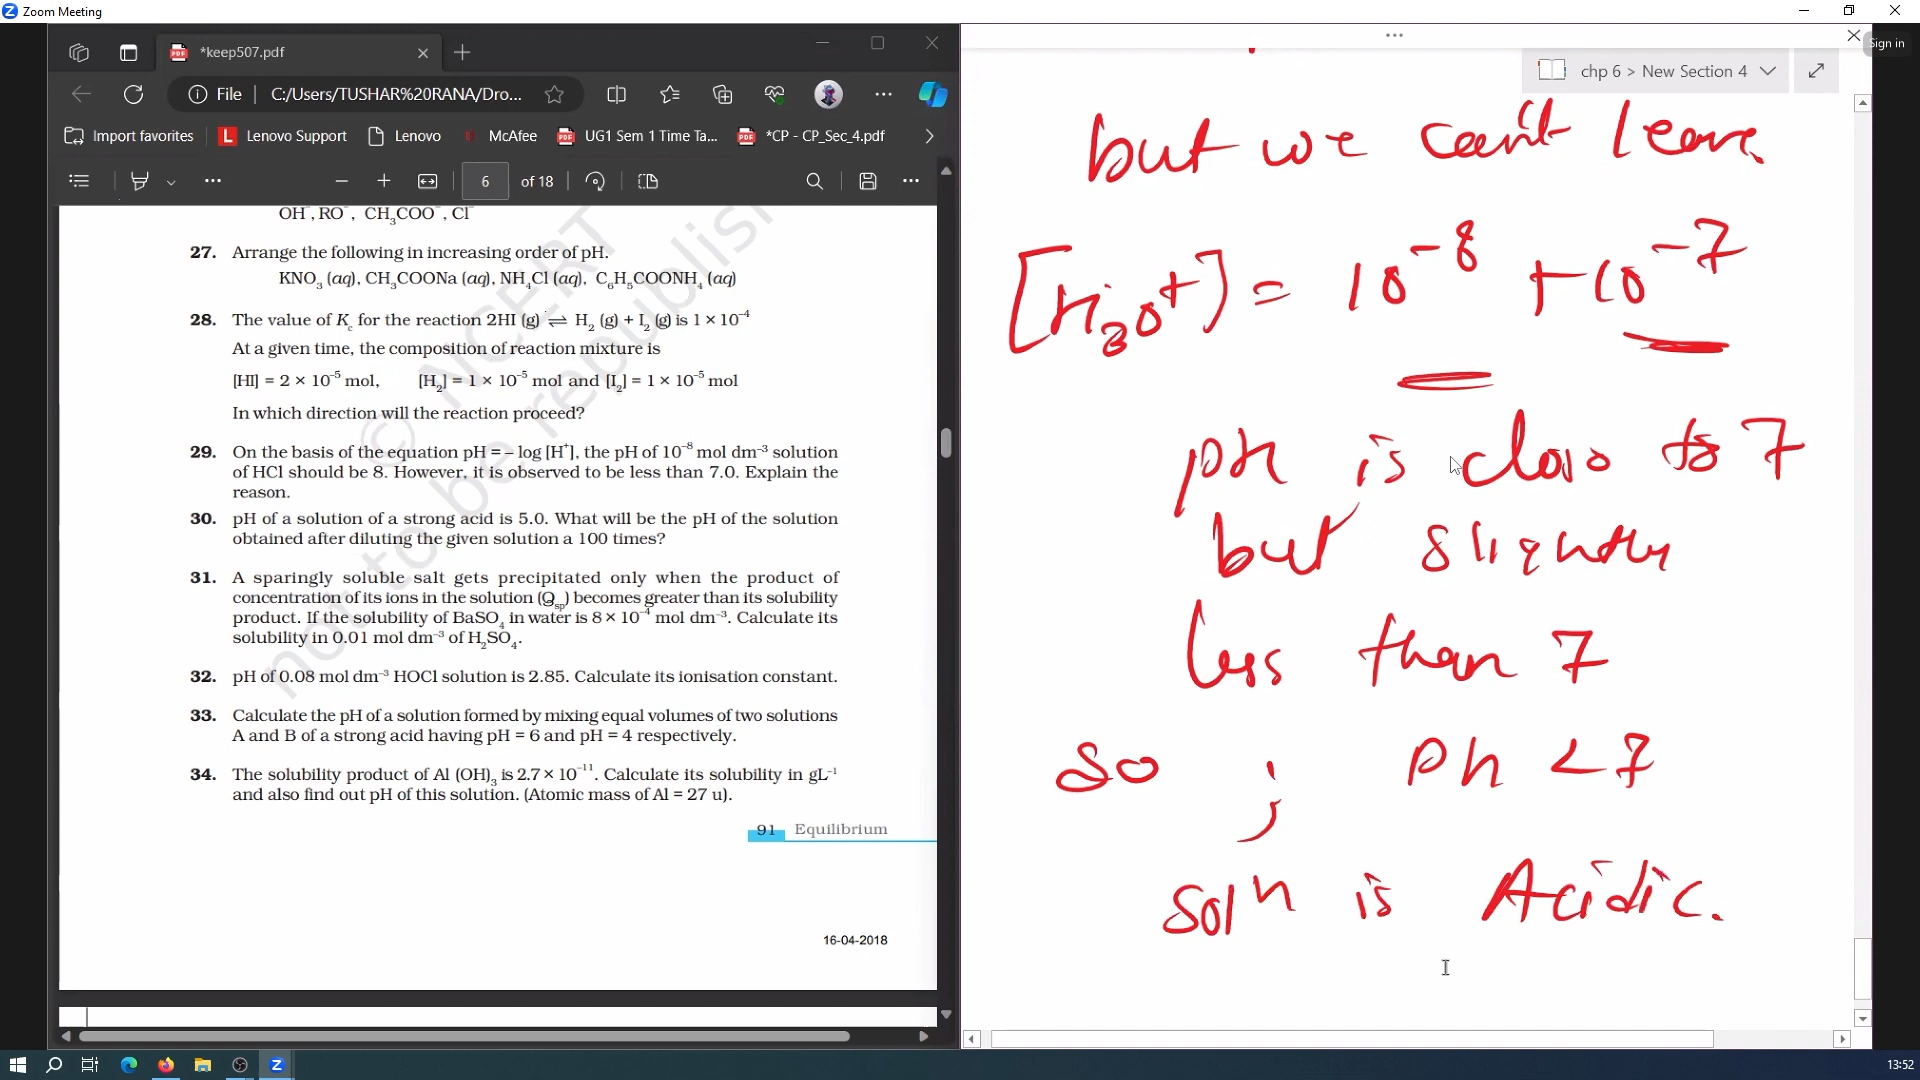 Zoom Meeting
*keep507.pdf
File C:/Users/TUSHAR%20RANA/Dro...
Import favorites Lenovo Support Lenovo McAfee UG1 Sem 1 Time Ta... *CP - CP_Sec_4.pdf
6 of 18
OH⁻, RO⁻, CH₃COO⁻, Cl⁻
27. Arrange the following in increasing order of pH.
KNO₃ (aq), CH₃COONa (aq), NH₄Cl (aq), C₆H₅COONH₄ (aq)
28. The value of K꜀ for the reaction 2HI (g) ⇌ H₂ (g) + I₂ (g) is 1 × 10⁻⁴
At a given time, the composition of reaction mixture is
[HI] = 2 × 10⁻⁵ mol, [H₂] = 1 × 10⁻⁵ mol and [I₂] = 1 × 10⁻⁵ mol
In which direction will the reaction proceed?
29. On the basis of the equation pH = – log [H⁺], the pH of 10⁻⁸ mol dm⁻³ solution
of HCl should be 8. However, it is observed to be less than 7.0. Explain the
reason.
30. pH of a solution of a strong acid is 5.0. What will be the pH of the solution
obtained after diluting the given solution a 100 times?
31. A sparingly soluble salt gets precipitated only when the product of
concentration of its ions in the solution (Qsp) becomes greater than its solubility
product. If the solubility of BaSO₄ in water is 8 × 10⁻⁴ mol dm⁻³. Calculate its
solubility in 0.01 mol dm⁻³ of H₂SO₄.
32. pH of 0.08 mol dm⁻³ HOCl solution is 2.85. Calculate its ionisation constant.
33. Calculate the pH of a solution formed by mixing equal volumes of two solutions
A and B of a strong acid having pH = 6 and pH = 4 respectively.
34. The solubility product of Al (OH)₃ is 2.7 × 10⁻¹¹. Calculate its solubility in gL⁻¹
and also find out pH of this solution. (Atomic mass of Al = 27 u).
91 Equilibrium
16-04-2018
© NCERT
not to be republis
Sign in
chp 6 > New Section 4
but we can't leave
[H₃O⁺] = 10⁻⁸ + 10⁻⁷
pH is close to 7
but slightly
less than 7
So ; pH < 7
Solⁿ is Acidic.
13:52